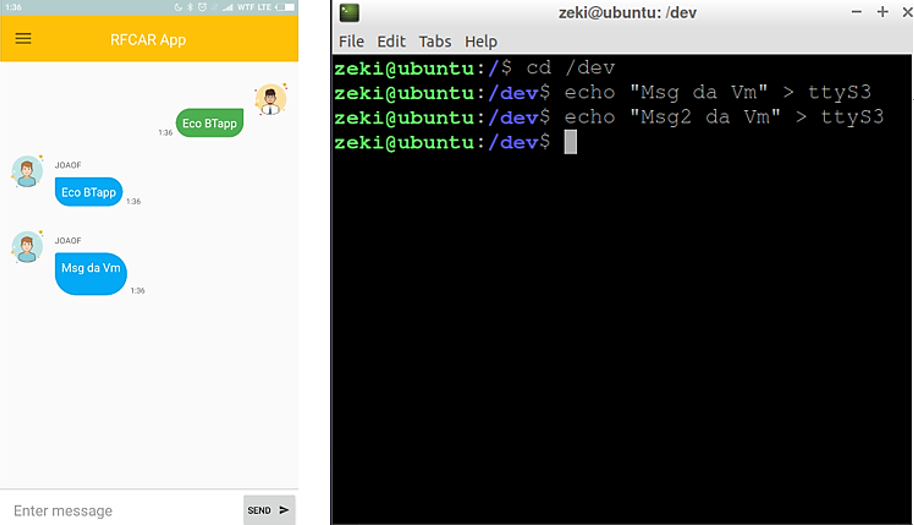 1:36
WTF LTE
RFCAR App
Eco BTapp
1:36
JOAOF
Eco BTapp
1:36
JOAOF
Msg da Vm
1:36
Enter message
SEND
zeki@ubuntu: /dev
File Edit Tabs Help
zeki@ubuntu:/$ cd /dev
zeki@ubuntu:/dev$ echo "Msg da Vm" > ttyS3
zeki@ubuntu:/dev$ echo "Msg2 da Vm" > ttyS3
zeki@ubuntu:/dev$